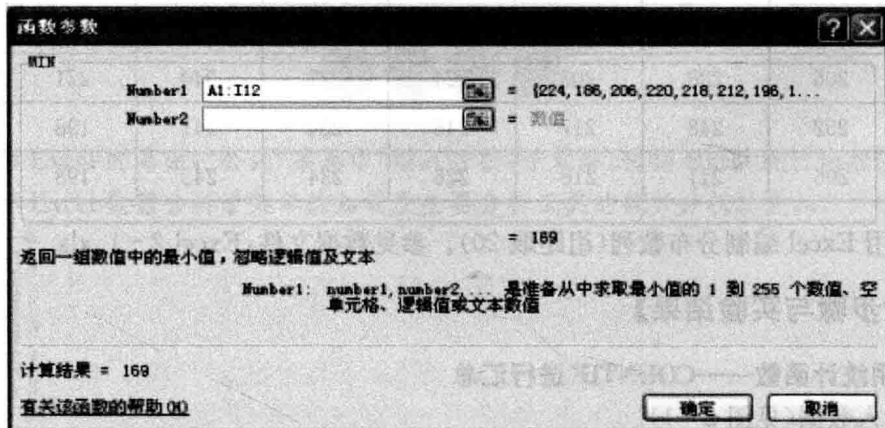 函数参数
MIN
Number1 A1:I12 = {224,186,206,220,218,212,196,1...
Number2 = 数值
= 169
返回一组数值中的最小值，忽略逻辑值及文本
Number1: number1,number2,... 是准备从中求取最小值的 1 到 255 个数值、空
单元格、逻辑值或文本数值
计算结果 = 169
有关该函数的帮助(H)
确定 取消